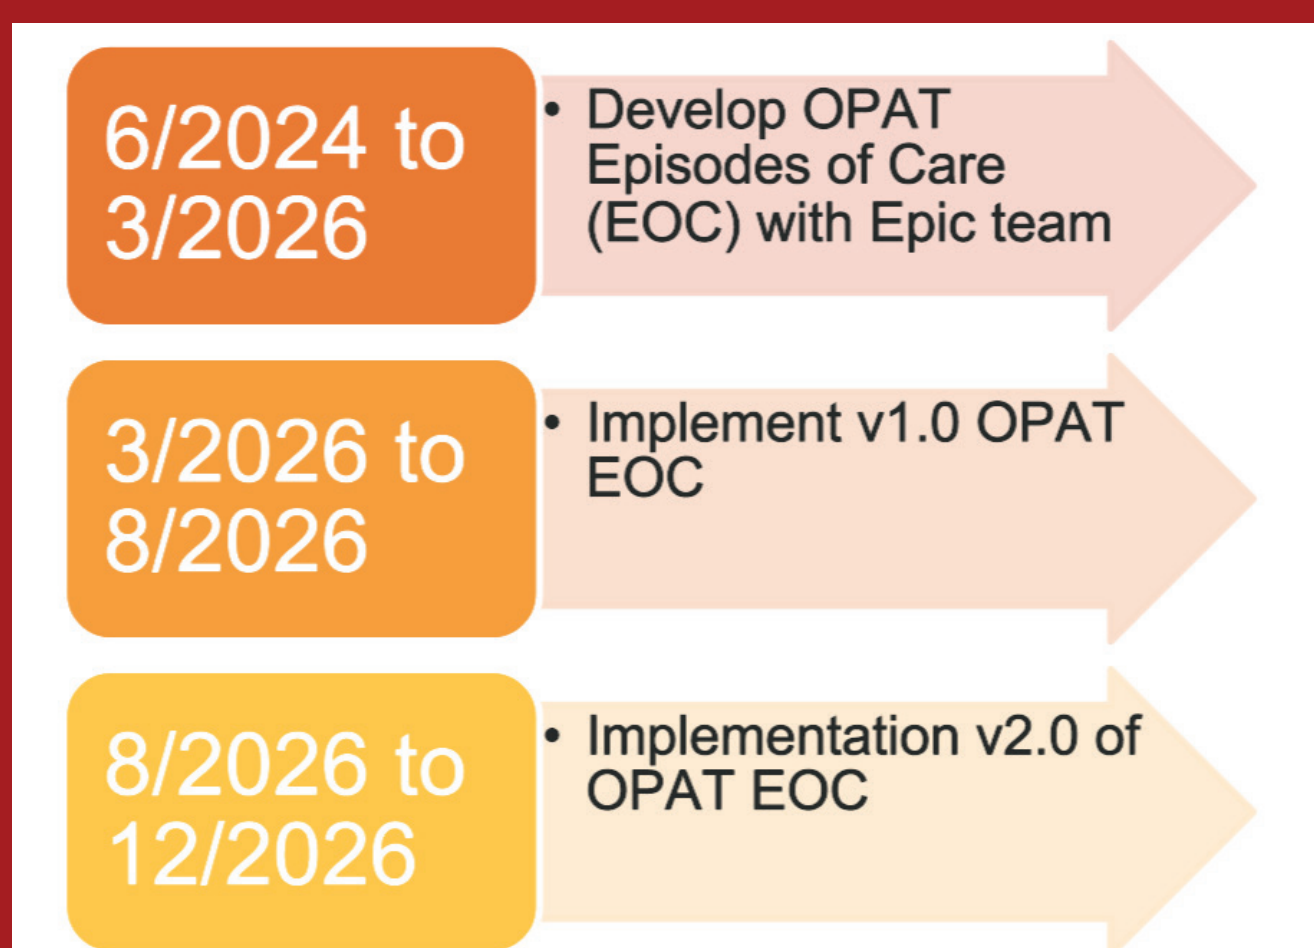 6/2024 to
3/2026
• Develop OPAT
Episodes of Care
(EOC) with Epic team
3/2026 to
8/2026
• Implement v1.0 OPAT
EOC
8/2026 to
12/2026
• Implementation v2.0 of
OPAT EOC